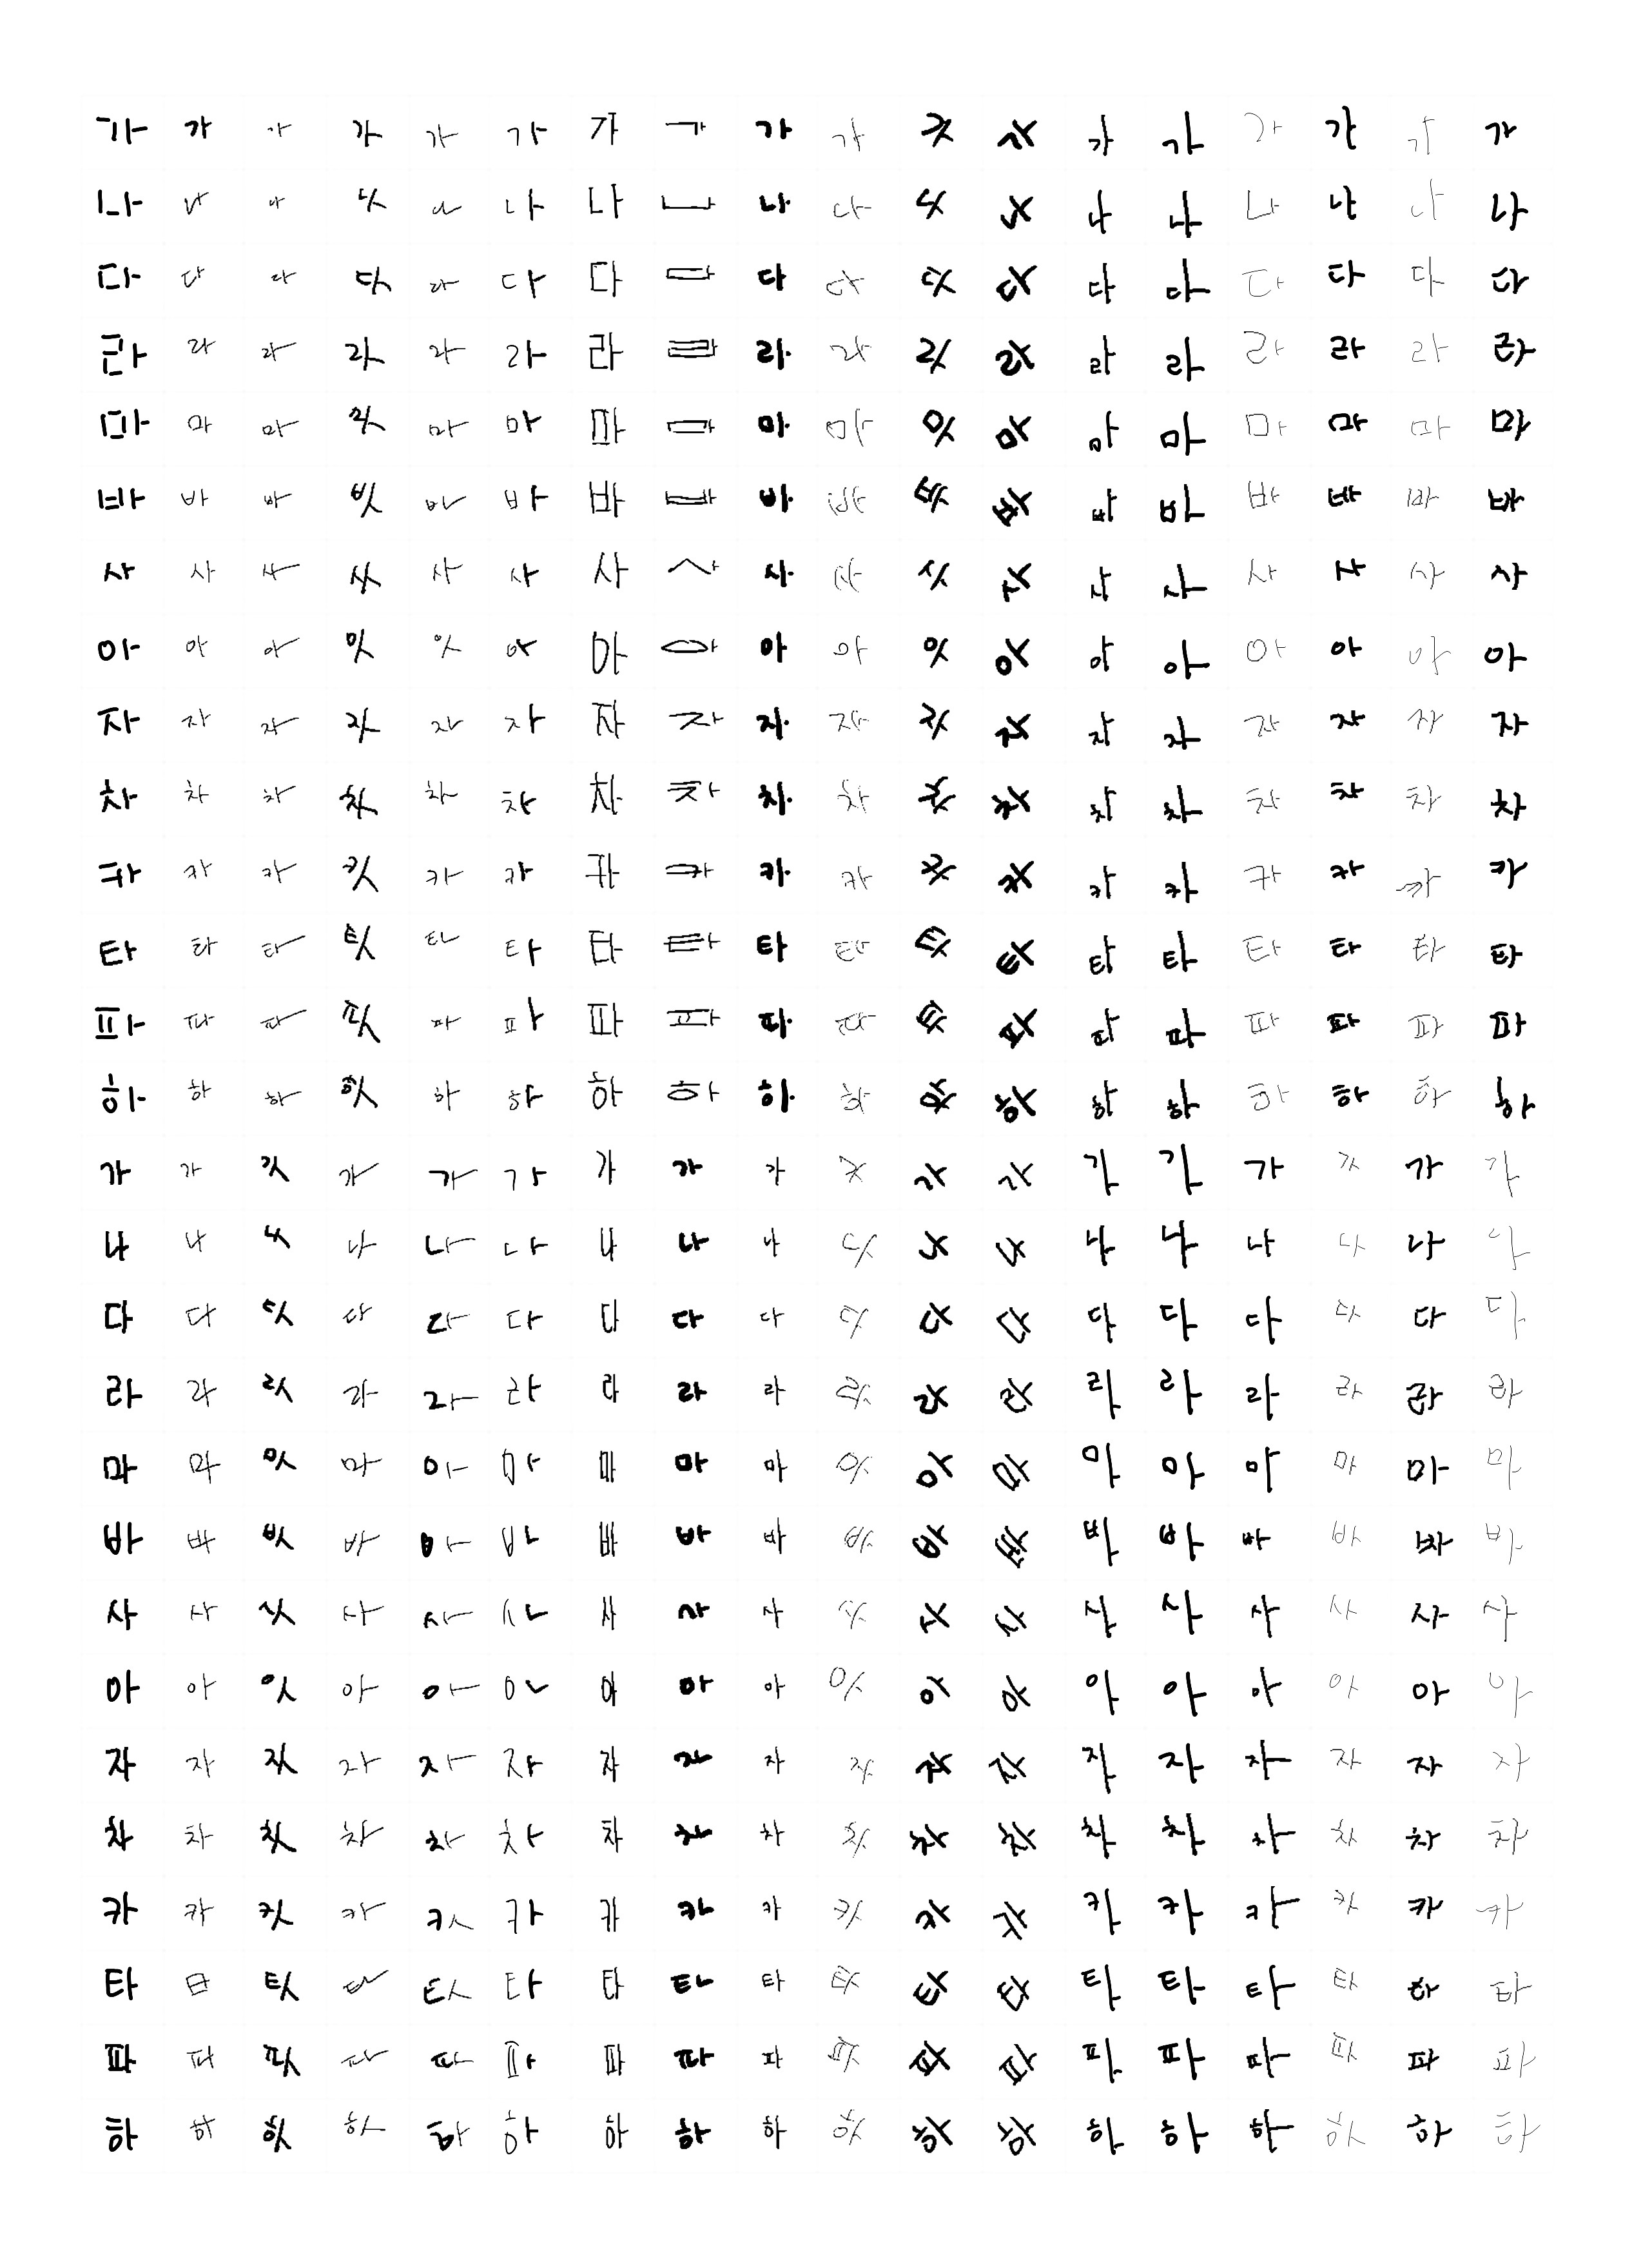 가 가 가 가 가 가 가 가 가 가 가 가 가 가 가 가 가 가
나 나 나 나 나 나 나 나 나 나 나 나 나 나 나 나 나 나
다 다 다 다 다 다 다 다 다 다 다 다 다 다 다 다 다 다
라 라 라 라 라 라 라 라 라 라 라 라 라 라 라 라 라 라
마 마 마 마 마 마 마 마 마 마 마 마 마 마 마 마 마 마
바 바 바 바 바 바 바 바 바 바 바 바 바 바 바 바 바 바
사 사 사 사 사 사 사 사 사 사 사 사 사 사 사 사 사 사
아 아 아 아 아 아 아 아 아 아 아 아 아 아 아 아 아 아
자 자 자 자 자 자 자 자 자 자 자 자 자 자 자 자 자 자
차 차 차 차 차 차 차 차 차 차 차 차 차 차 차 차 차 차
카 카 카 카 카 카 카 카 카 카 카 카 카 카 카 카 카 카
타 타 타 타 타 타 타 타 타 타 타 타 타 타 타 타 타 타
파 파 파 파 파 파 파 파 파 파 파 파 파 파 파 파 파 파
하 하 하 하 하 하 하 하 하 하 하 하 하 하 하 하 하 하
가 가 가 가 가 가 가 가 가 가 가 가 가 가 가 가 가 가
나 나 나 나 나 나 나 나 나 나 나 나 나 나 나 나 나 나
다 다 다 다 다 다 다 다 다 다 다 다 다 다 다 다 다 다
라 라 라 라 라 라 라 라 라 라 라 라 라 라 라 라 라 라
마 마 마 마 마 마 마 마 마 마 마 마 마 마 마 마 마 마
바 바 바 바 바 바 바 바 바 바 바 바 바 바 바 바 바 바
사 사 사 사 사 사 사 사 사 사 사 사 사 사 사 사 사 사
아 아 아 아 아 아 아 아 아 아 아 아 아 아 아 아 아 아
자 자 자 자 자 자 자 자 자 자 자 자 자 자 자 자 자 자
차 차 차 차 차 차 차 차 차 차 차 차 차 차 차 차 차 차
카 카 카 카 카 카 카 카 카 카 카 카 카 카 카 카 카 카
타 타 타 타 타 타 타 타 타 타 타 타 타 타 타 타 타 타
파 파 파 파 파 파 파 파 파 파 파 파 파 파 파 파 파 파
하 하 하 하 하 하 하 하 하 하 하 하 하 하 하 하 하 하